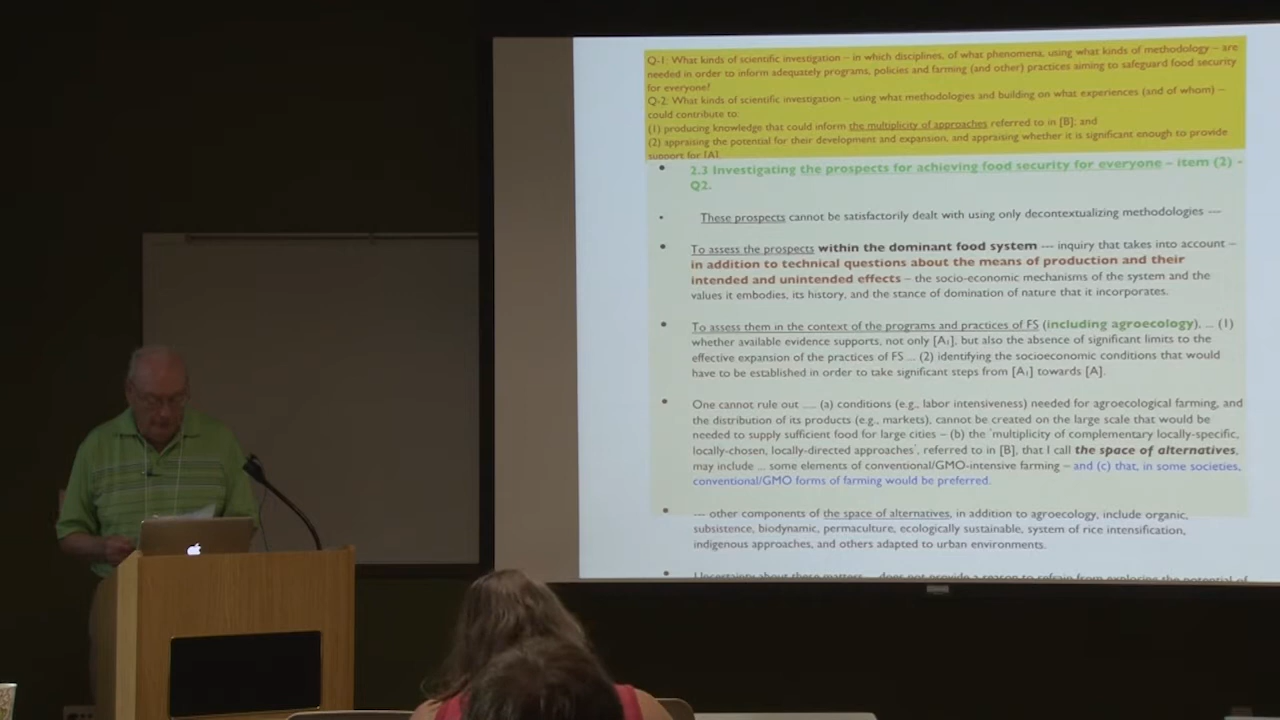 Q-1: What kinds of scientific investigation – in which disciplines, of what phenomena, using what kinds of methodology – are
needed in order to inform adequately programs, policies and farming (and other) practices aiming to safeguard food security
for everyone?
Q-2: What kinds of scientific investigation – using what methodologies and building on what experiences (and of whom) –
could contribute to:
(1) producing knowledge that could inform the multiplicity of approaches referred to in [B]; and
(2) appraising the potential for their development and expansion, and appraising whether it is significant enough to provide
support for [A].
• 2.3 Investigating the prospects for achieving food security for everyone – item (2) -
Q2.
• These prospects cannot be satisfactorily dealt with using only decontextualizing methodologies ---
• To assess the prospects within the dominant food system --- inquiry that takes into account –
in addition to technical questions about the means of production and their
intended and unintended effects – the socio-economic mechanisms of the system and the
values it embodies, its history, and the stance of domination of nature that it incorporates.
• To assess them in the context of the programs and practices of FS (including agroecology), ... (1)
whether available evidence supports, not only [A₁], but also the absence of significant limits to the
effective expansion of the practices of FS ... (2) identifying the socioeconomic conditions that would
have to be established in order to take significant steps from [A₁] towards [A].
• One cannot rule out .... (a) conditions (e.g., labor intensiveness) needed for agroecological farming, and
the distribution of its products (e.g., markets), cannot be created on the large scale that would be
needed to supply sufficient food for large cities – (b) the 'multiplicity of complementary locally-specific,
locally-chosen, locally-directed approaches', referred to in [B], that I call the space of alternatives,
may include ... some elements of conventional/GMO-intensive farming – and (c) that, in some societies,
conventional/GMO forms of farming would be preferred.
• --- other components of the space of alternatives, in addition to agroecology, include organic,
subsistence, biodynamic, permaculture, ecologically sustainable, system of rice intensification,
indigenous approaches, and others adapted to urban environments.
• Uncertainty about these matters ... does not provide a reason to refrain from exploring the potential of